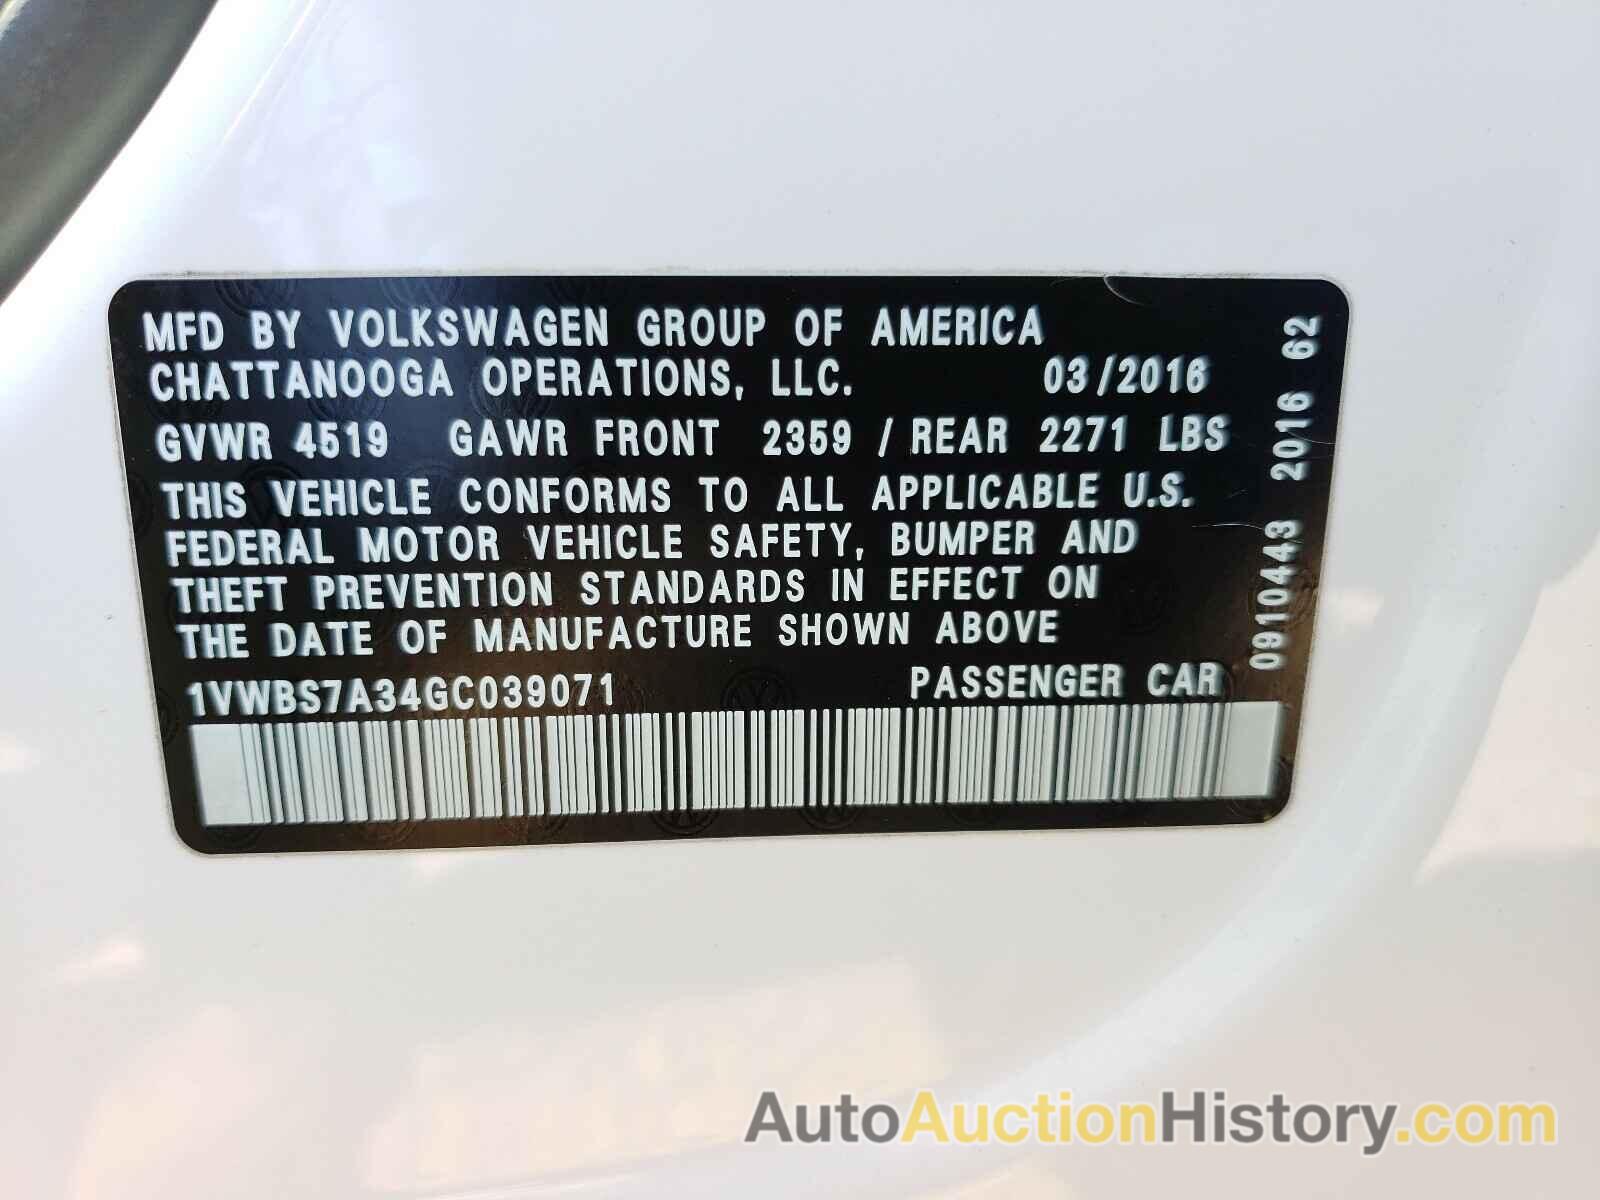 MFD BY VOLKSWAGEN GROUP OF AMERICA
CHATTANOOGA OPERATIONS, LLC. 03/2016
GVWR 4519 GAWR FRONT 2359 / REAR 2271 LBS
THIS VEHICLE CONFORMS TO ALL APPLICABLE U.S.
FEDERAL MOTOR VEHICLE SAFETY, BUMPER AND
THEFT PREVENTION STANDARDS IN EFFECT ON
THE DATE OF MANUFACTURE SHOWN ABOVE
1VWBS7A34GC039071 PASSENGER CAR
09104443 2016 62
AutoAuctionHistory.com